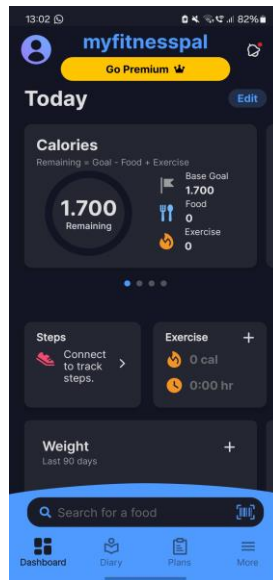 13:02 82%
myfitnesspal
Go Premium
Today
Edit
Calories
Remaining = Goal - Food + Exercise
1.700
Remaining
Base Goal
1.700
Food
0
Exercise
0
Steps
Connect
to track
steps.
Exercise +
0 cal
0:00 hr
Weight +
Last 90 days
Search for a food
Dashboard Diary Plans More